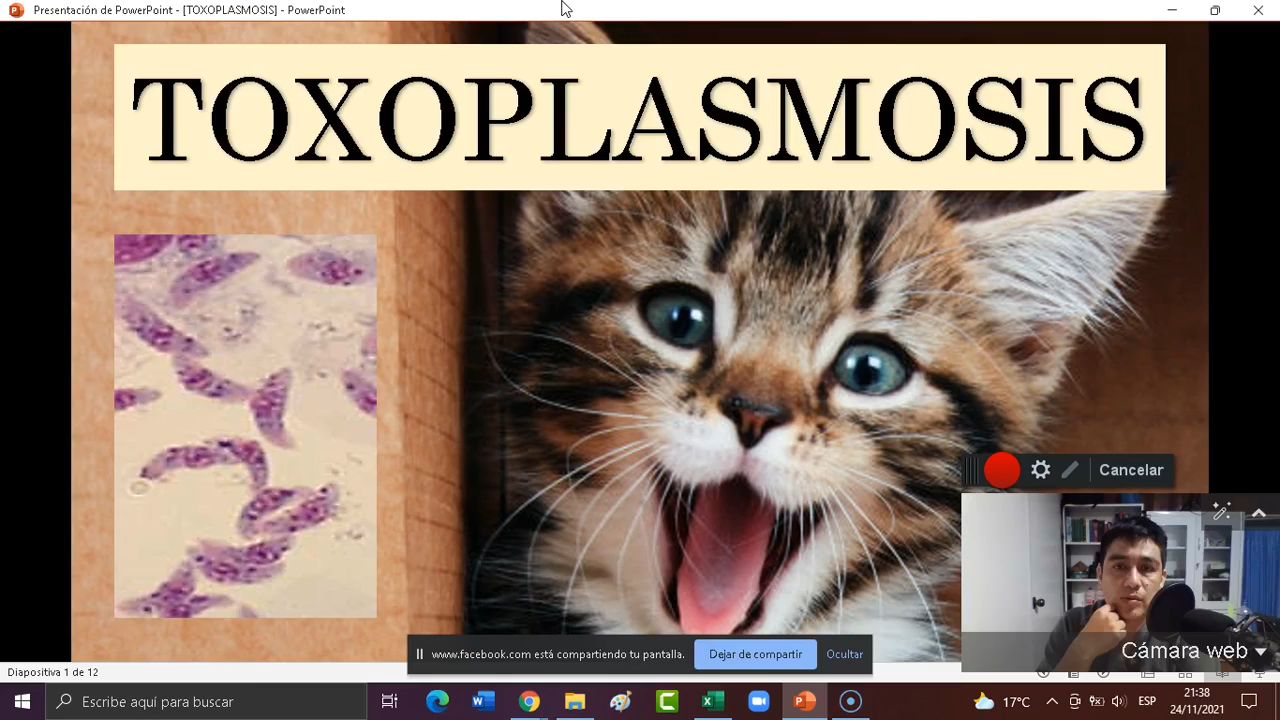 Presentación de PowerPoint - [TOXOPLASMOSIS] - PowerPoint
TOXOPLASMOSIS
Cancelar
Cámara web
www.facebook.com está compartiendo tu pantalla.
Dejar de compartir
Ocultar
Diapositiva 1 de 12
Escribe aquí para buscar
17°C
ESP
21:38
24/11/2021